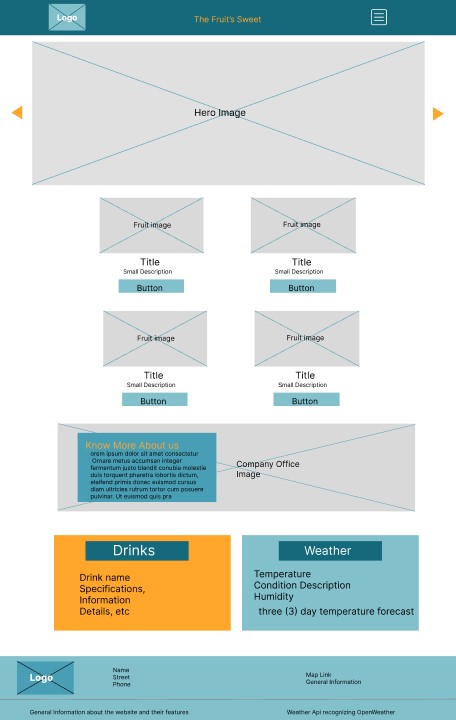 Logo
The Fruit's Sweet
Hero Image
Fruit image
Fruit image
Title
Title
Small Description
Small Description
Button
Button
Fruit image
Fruit image
Title
Title
Small Description
Small Description
Button
Button
Know More About us
orem ipsum dolor sit amet consectetur
Ornare metus accumsan integer
fermentum justo blandit conubia molestie
duis torquent pharetra lobortis dictum,
eleifend primis donec euismod cursus
diam ultricies rutrum tortor cum posuere
pulvinar. Ut euismod quis pra
Company Office
Image
Drinks
Drink name
Specifications,
Information
Details, etc
Weather
Temperature
Condition Description
Humidity
three (3) day temperature forecast
Logo
Name
Street
Phone
Map Link
General Information
General Information about the website and their features
Weather Api recognizing OpenWeather